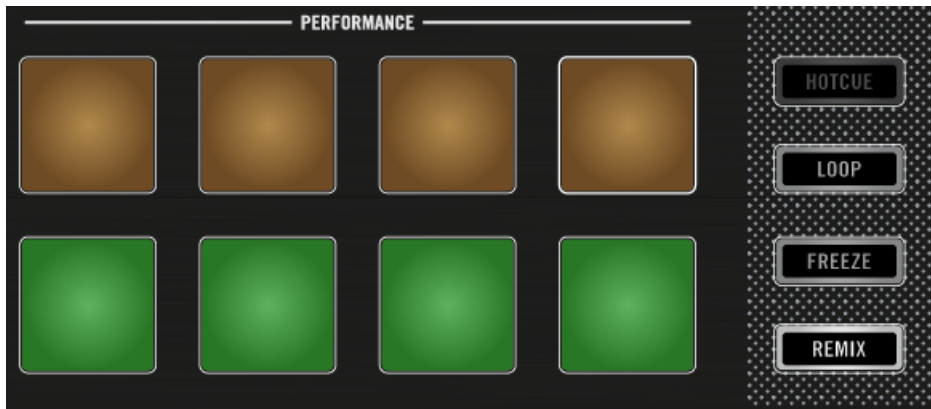 PERFORMANCE
HOTCUE
LOOP
FREEZE
REMIX